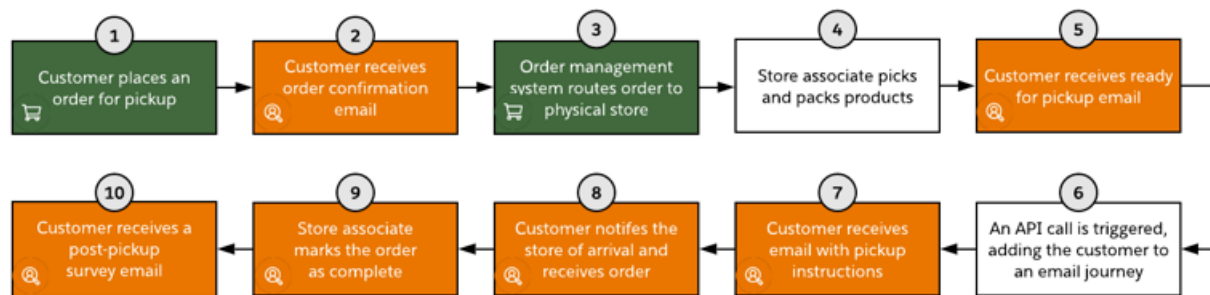 1
Customer places an
order for pickup
2
Customer receives
order confirmation
email
3
Order management
system routes order to
physical store
4
Store associate picks
and packs products
5
Customer receives ready
for pickup email
6
An API call is triggered,
adding the customer to
an email journey
7
Customer receives
email with pickup
instructions
8
Customer notifes the
store of arrival and
receives order
9
Store associate
marks the order
as complete
10
Customer receives a
post-pickup
survey email